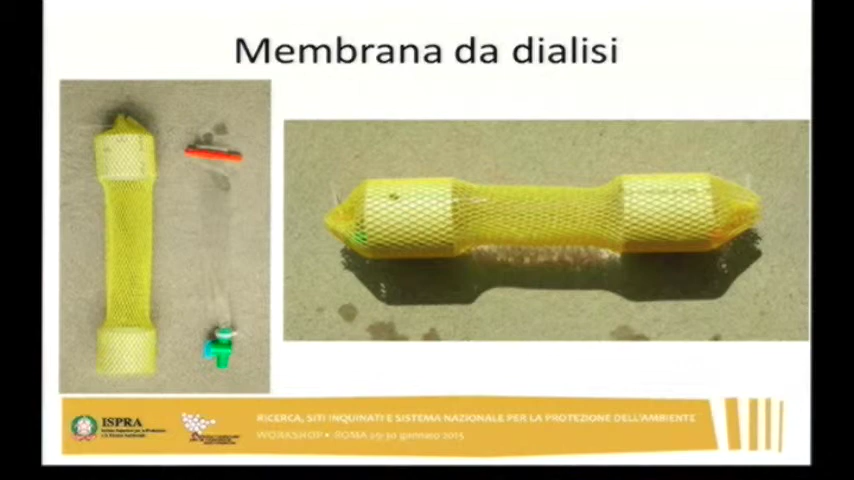 Membrana da dialisi
ISPRA
RICERCA, SITI INQUINATI E SISTEMA NAZIONALE PER LA PROTEZIONE DELL'AMBIENTE
WORKSHOP • ROMA 29-30 gennaio 2015